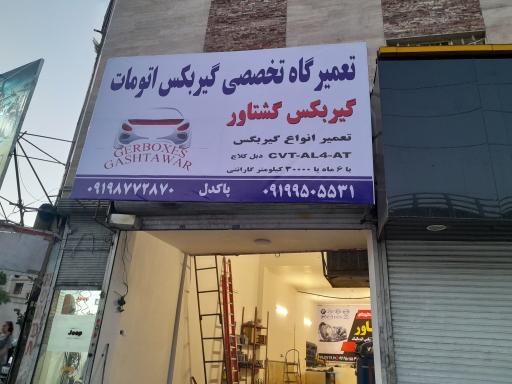 تعمیرگاه تخصصی گیربکس اتومات
گیربکس گشتاور
GERBOXES
GASHTAWAR
تعمیر انواع گیربکس
CVT-AL4-AT دبل کلاچ
با ۶ ماه یا ۳۰۰۰۰ کیلومتر گارانتی
۰۹۱۹۸۷۷۲۸۷۰ پاکدل ۰۹۱۹۹۵۰۵۵۳۱